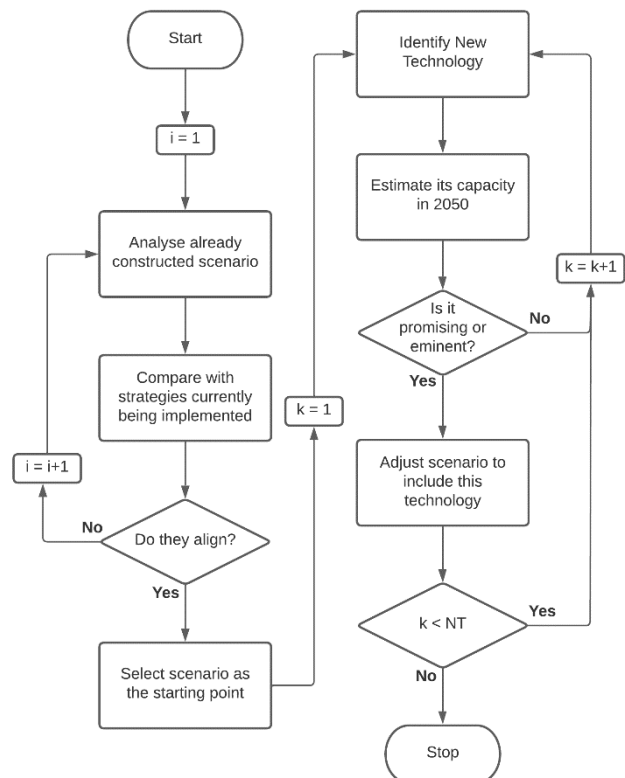 Start
i = 1
Analyse already
constructed scenario
Compare with
strategies currently
being implemented
i = i+1
No
Do they align?
Yes
Select scenario as
the starting point
k = 1
Identify New
Technology
Estimate its capacity
in 2050
k = k+1
Is it
promising or
eminent?
No
Yes
Adjust scenario to
include this
technology
k < NT
Yes
No
Stop